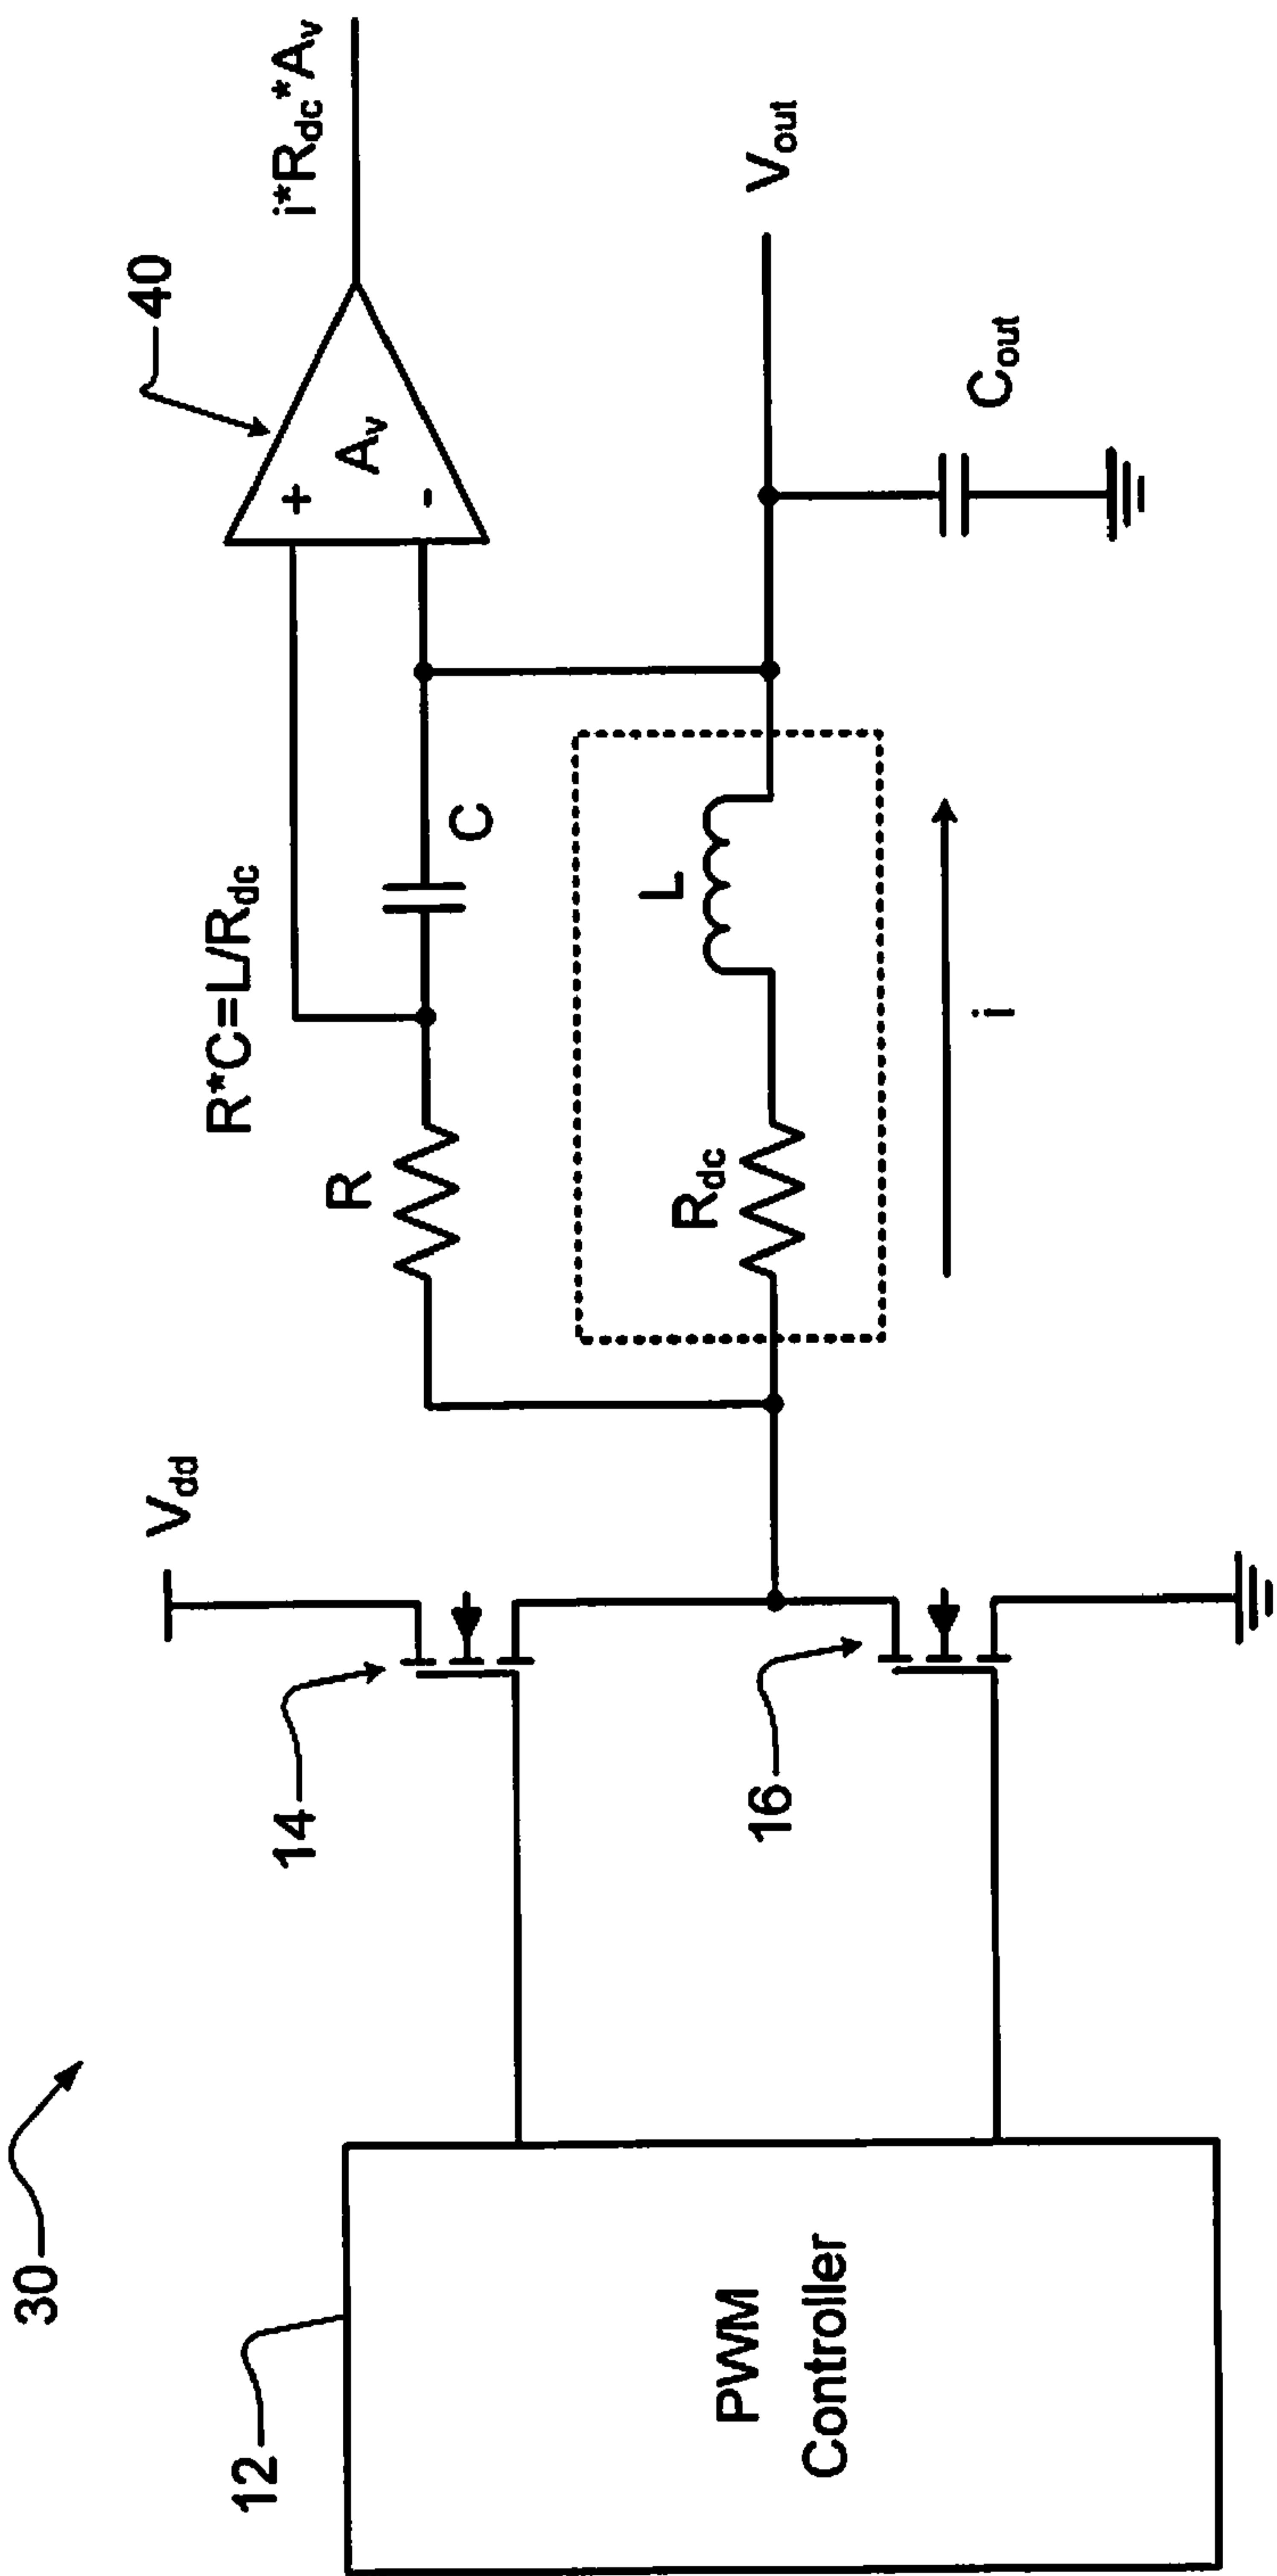 30
12
PWM
Controller
14
16
V_dd
R*C=L/R_dc
R
C
R_dc
L
i
40
+
A_v
-
i*R_dc*A_v
V_out
C_out